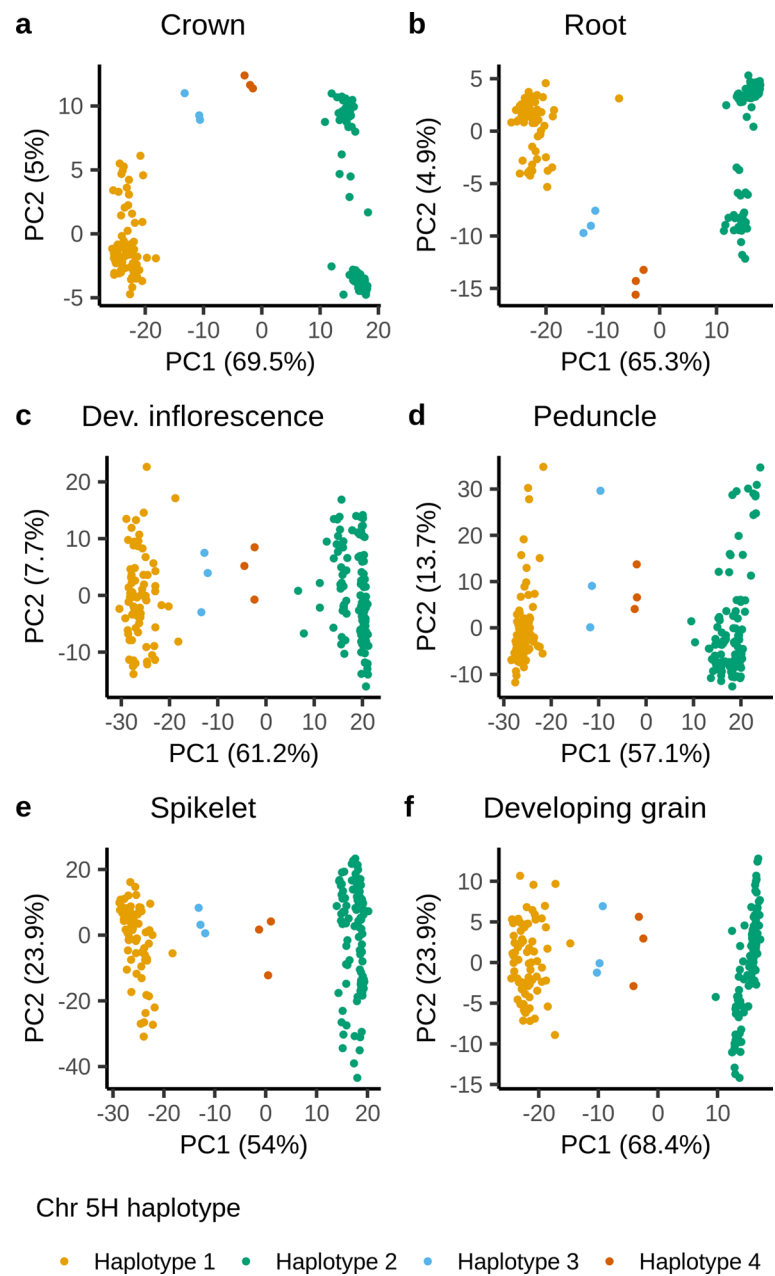 a Crown
PC2 (5%)
10
5
0
-5
-20 -10 0 10 20
PC1 (69.5%)
b Root
PC2 (4.9%)
5
0
-5
-10
-15
-20 -10 0 10
PC1 (65.3%)
c Dev. inflorescence
PC2 (7.7%)
20
10
0
-10
-30 -20 -10 0 10 20
PC1 (61.2%)
d Peduncle
PC2 (13.7%)
30
20
10
0
-10
-30 -20 -10 0 10 20
PC1 (57.1%)
e Spikelet
PC2 (23.9%)
20
0
-20
-40
-30 -20 -10 0 10 20
PC1 (54%)
f Developing grain
PC2 (23.9%)
10
5
0
-5
-10
-15
-20 -10 0 10
PC1 (68.4%)
Chr 5H haplotype
Haplotype 1 Haplotype 2 Haplotype 3 Haplotype 4